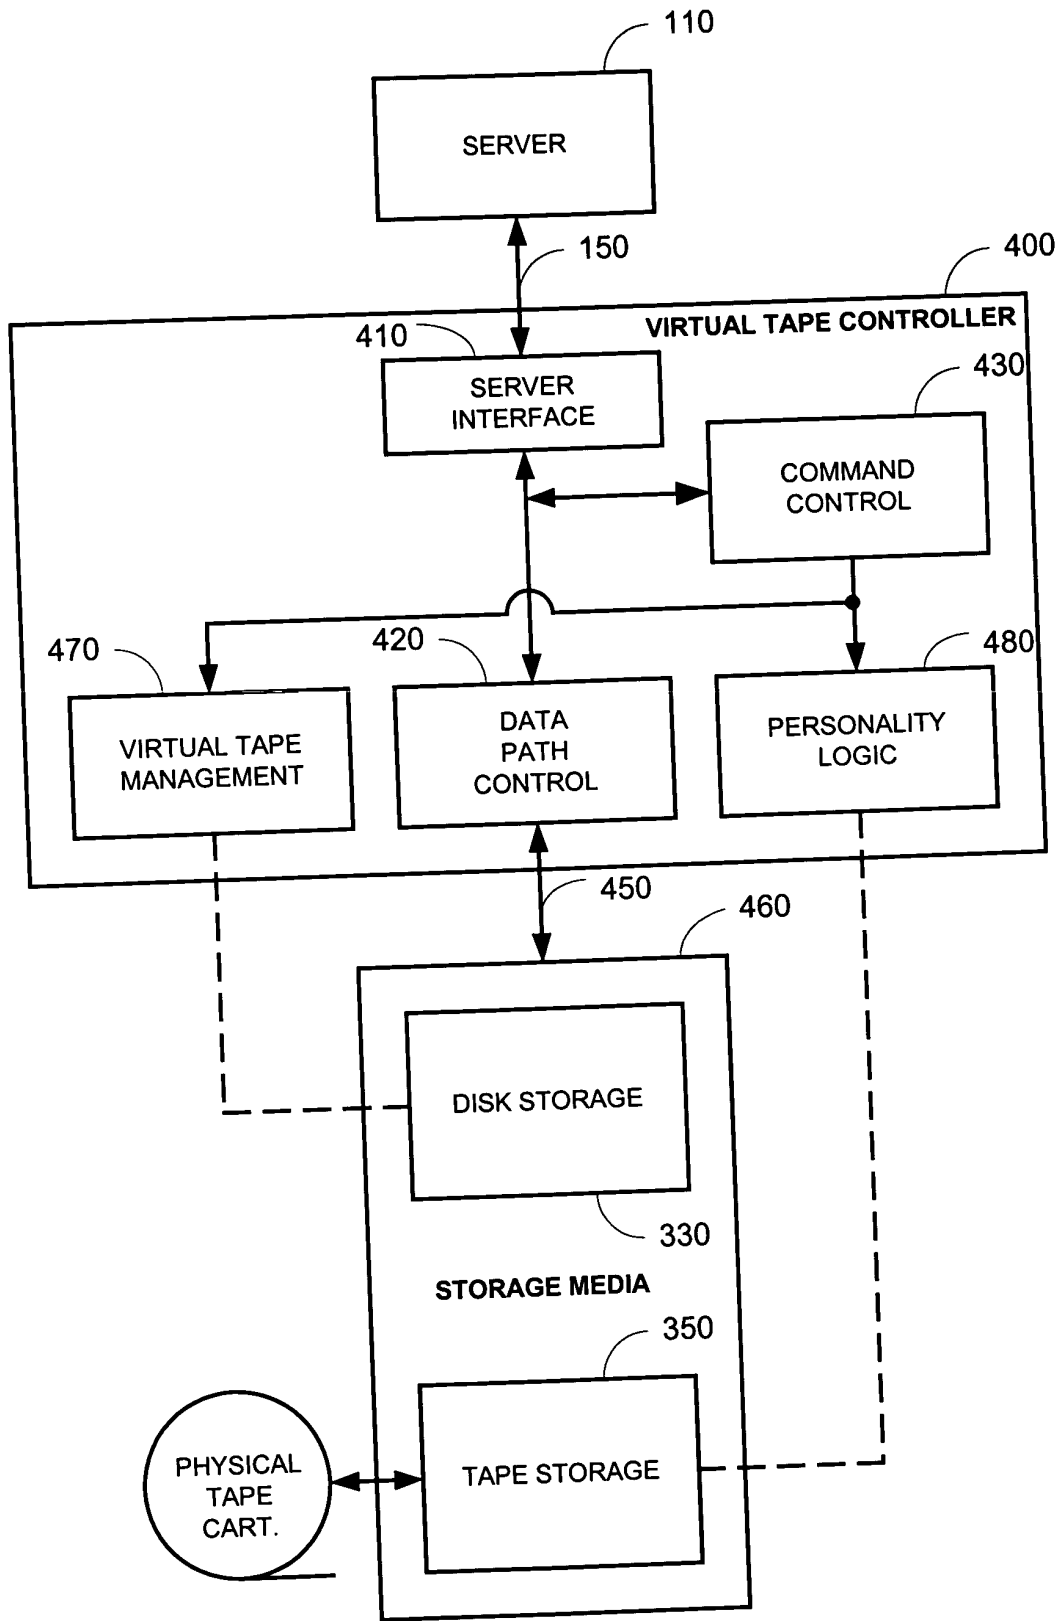 110
SERVER
150
400
VIRTUAL TAPE CONTROLLER
410
SERVER
INTERFACE
430
COMMAND
CONTROL
470
VIRTUAL TAPE
MANAGEMENT
420
DATA
PATH
CONTROL
480
PERSONALITY
LOGIC
450
460
DISK STORAGE
330
STORAGE MEDIA
350
TAPE STORAGE
PHYSICAL
TAPE
CART.